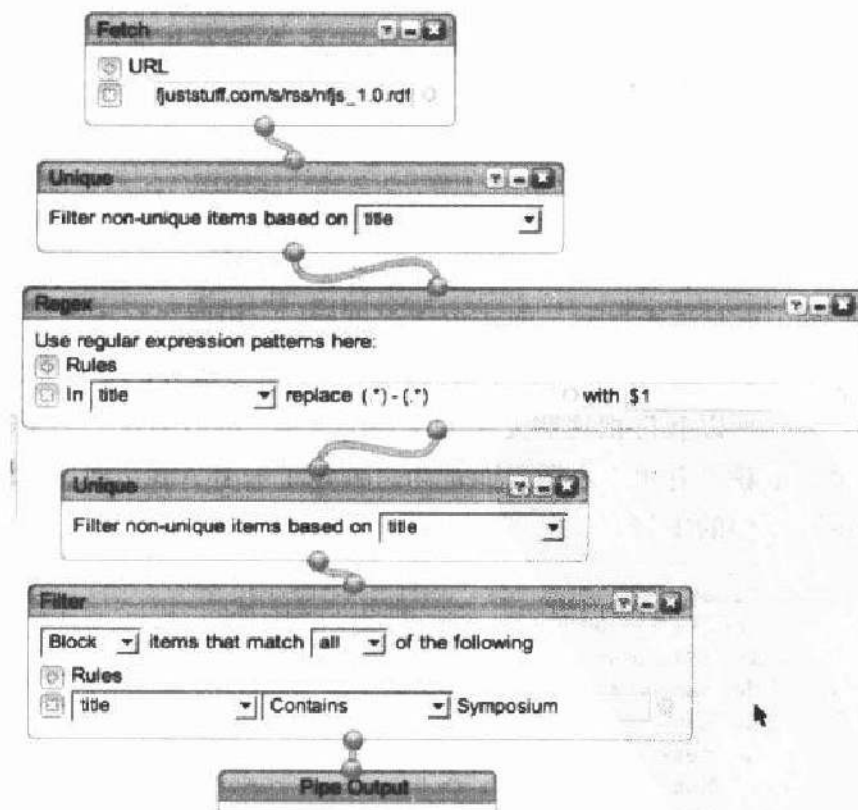 Fetch
URL
fjuststuff.com/s/rss/nfjs_1.0.rdf
Unique
Filter non-unique items based on title
Regex
Use regular expression patterns here:
Rules
In title replace (.*) - (.*) with $1
Unique
Filter non-unique items based on title
Filter
Block items that match all of the following
Rules
title Contains Symposium
Pipe Output